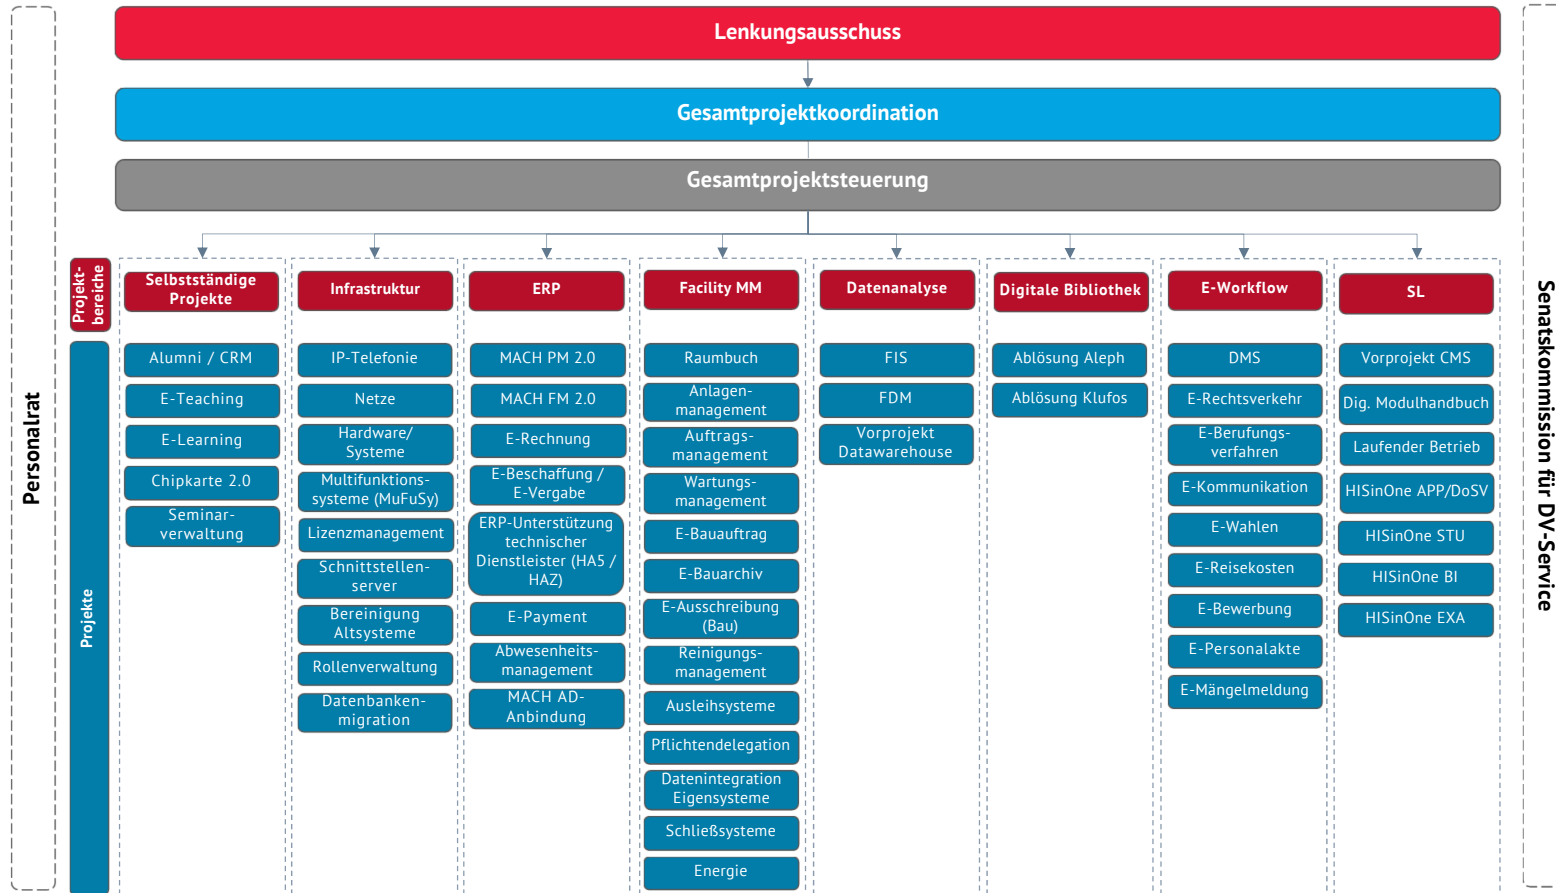 Lenkungsausschuss
Gesamtprojektkoordination
Gesamtprojektsteuerung
Personalrat
Senatskommission für DV-Service
Projekt-
bereiche
Projekte
Selbstständige
Projekte
Alumni / CRM
E-Teaching
E-Learning
Chipkarte 2.0
Seminar-
verwaltung
Infrastruktur
IP-Telefonie
Netze
Hardware/
Systeme
Multifunktions-
systeme (MuFuSy)
Lizenzmanagement
Schnittstellen-
server
Bereinigung
Altsysteme
Rollenverwaltung
Datenbanken-
migration
ERP
MACH PM 2.0
MACH FM 2.0
E-Rechnung
E-Beschaffung /
E-Vergabe
ERP-Unterstützung
technischer
Dienstleister (HA5 /
HAZ)
E-Payment
Abwesenheits-
management
MACH AD-
Anbindung
Facility MM
Raumbuch
Anlagen-
management
Auftrags-
management
Wartungs-
management
E-Bauauftrag
E-Bauarchiv
E-Ausschreibung
(Bau)
Reinigungs-
management
Ausleihsysteme
Pflichtendelegation
Datenintegration
Eigensysteme
Schließsysteme
Energie
Datenanalyse
FIS
FDM
Vorprojekt
Datawarehouse
Digitale Bibliothek
Ablösung Aleph
Ablösung Klufos
E-Workflow
DMS
E-Rechtsverkehr
E-Berufungs-
verfahren
E-Kommunikation
E-Wahlen
E-Reisekosten
E-Bewerbung
E-Personalakte
E-Mängelmeldung
SL
Vorprojekt CMS
Dig. Modulhandbuch
Laufender Betrieb
HISinOne APP/DoSV
HISinOne STU
HISinOne BI
HISinOne EXA